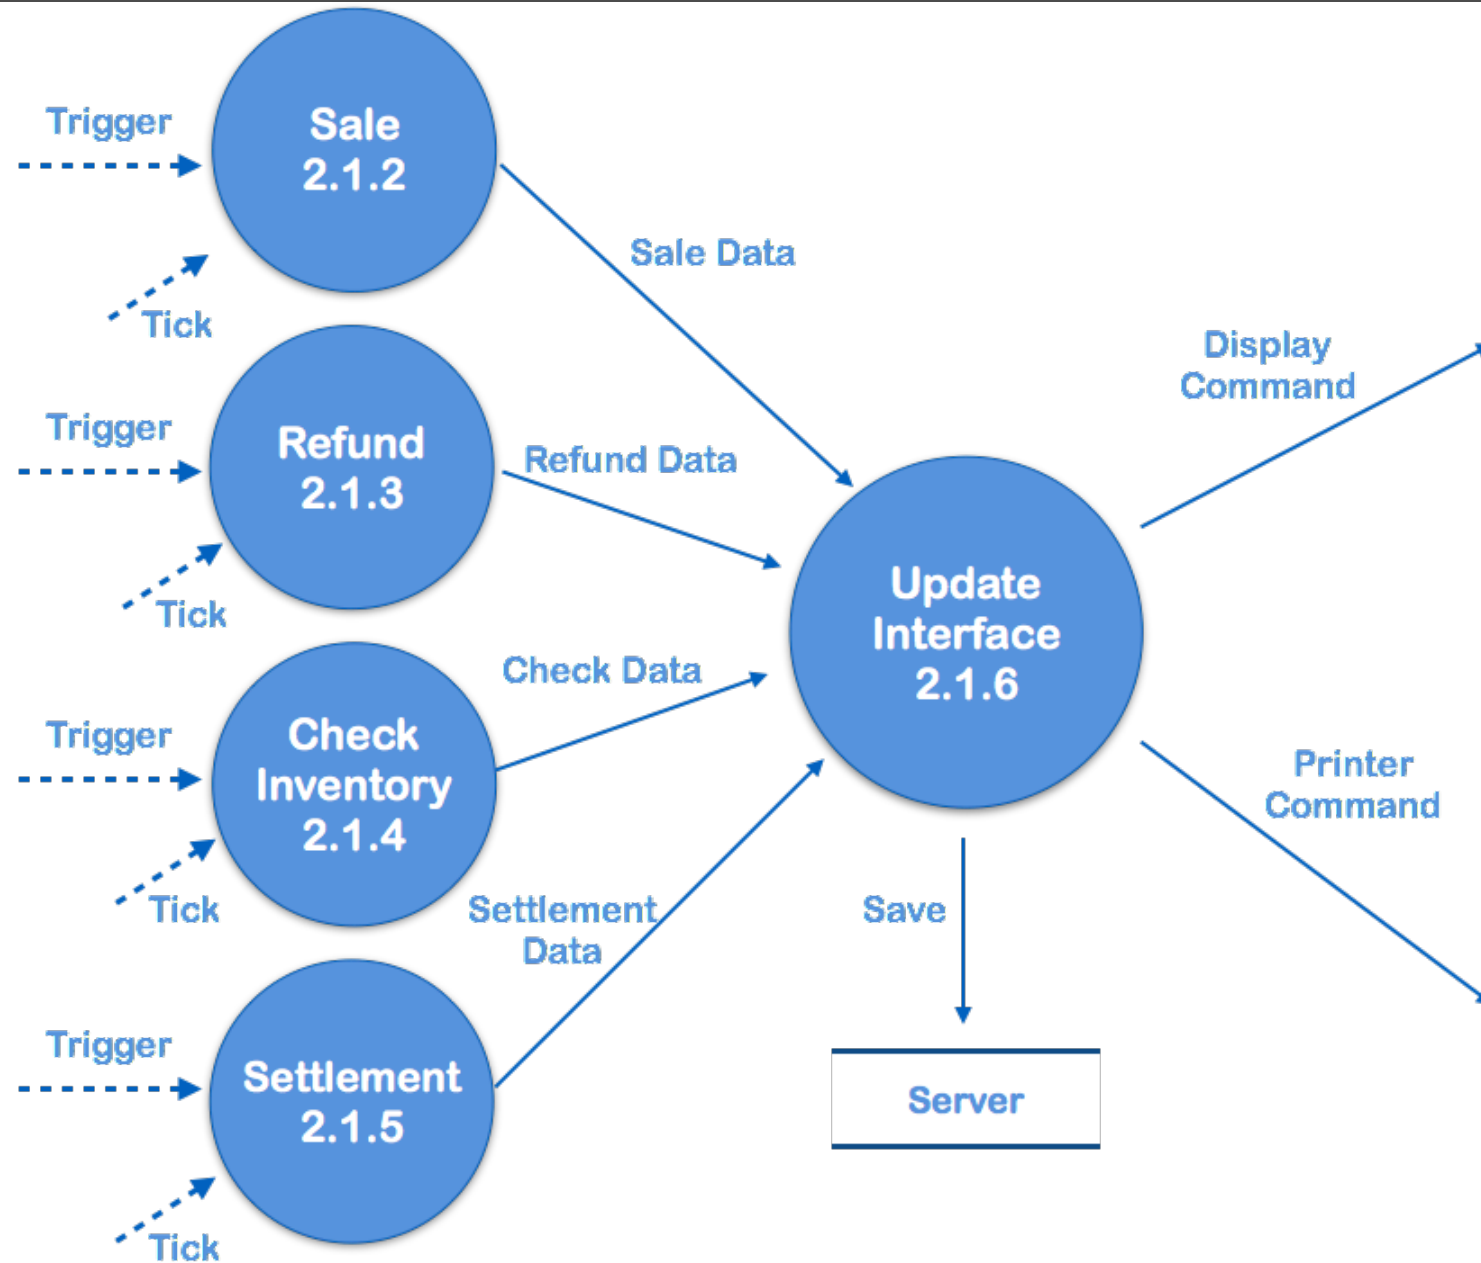 Trigger
Sale
2.1.2
Sale Data
Tick
Display
Command
Trigger
Refund
2.1.3
Refund Data
Tick
Update
Interface
2.1.6
Check Data
Trigger
Check
Inventory
2.1.4
Printer
Command
Tick
Settlement
Data
Save
Trigger
Settlement
2.1.5
Server
Tick